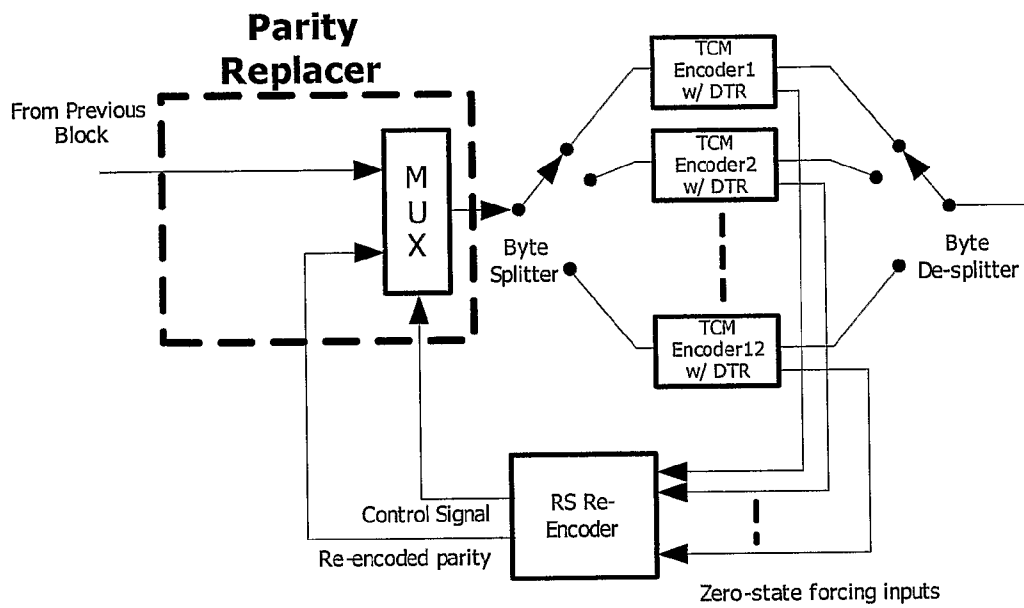 Parity
Replacer
From Previous
Block
M
U
X
Byte
Splitter
TCM
Encoder1
w/ DTR
TCM
Encoder2
w/ DTR
TCM
Encoder12
w/ DTR
Byte
De-splitter
RS Re-
Encoder
Control Signal
Re-encoded parity
Zero-state forcing inputs